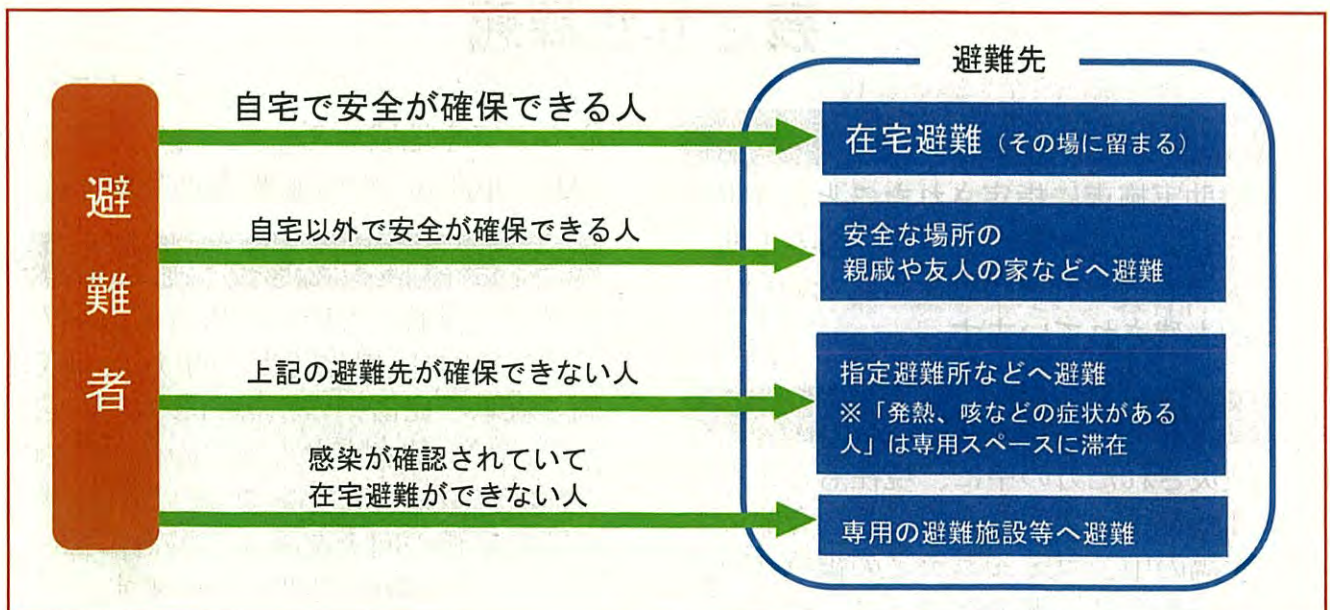 避難先
避難者
自宅で安全が確保できる人
在宅避難（その場に留まる）
自宅以外で安全が確保できる人
安全な場所の
親戚や友人の家などへ避難
上記の避難先が確保できない人
指定避難所などへ避難
※「発熱、咳などの症状がある
人」は専用スペースに滞在
感染が確認されていて
在宅避難ができない人
専用の避難施設等へ避難